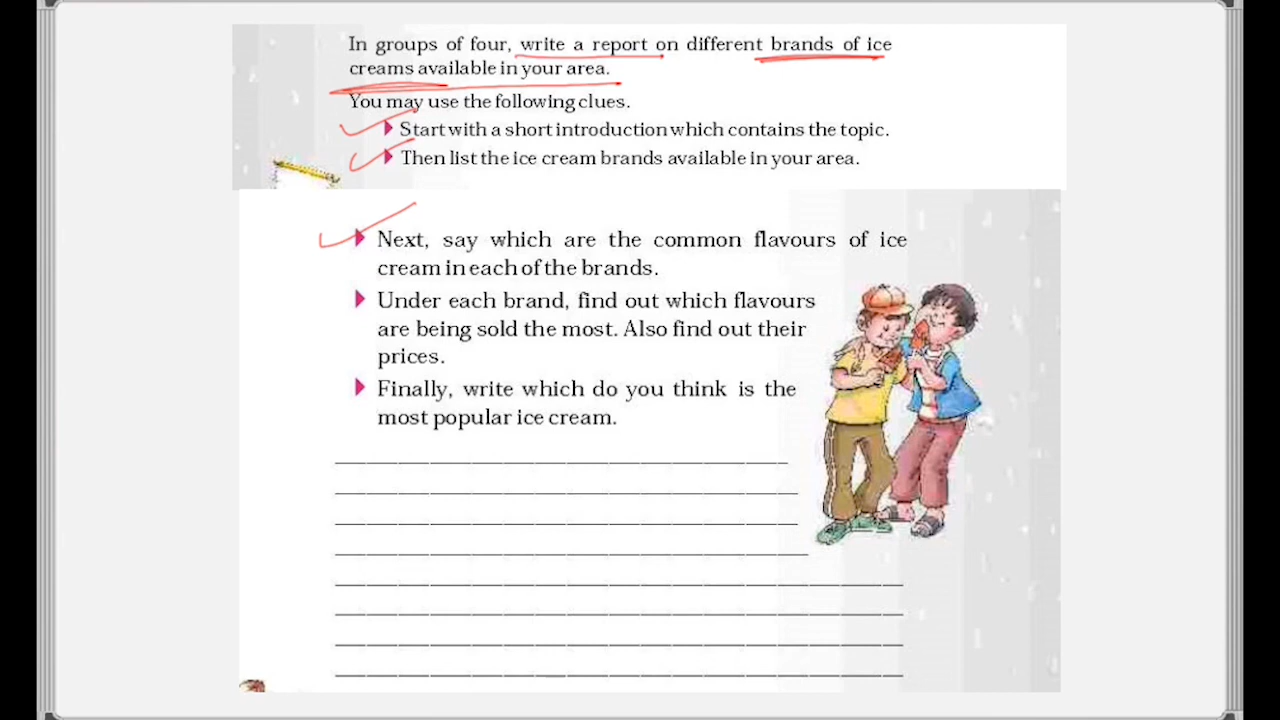 In groups of four, write a report on different brands of ice
creams available in your area.
You may use the following clues.
Start with a short introduction which contains the topic.
Then list the ice cream brands available in your area.
Next, say which are the common flavours of ice
cream in each of the brands.
Under each brand, find out which flavours
are being sold the most. Also find out their
prices.
Finally, write which do you think is the
most popular ice cream.